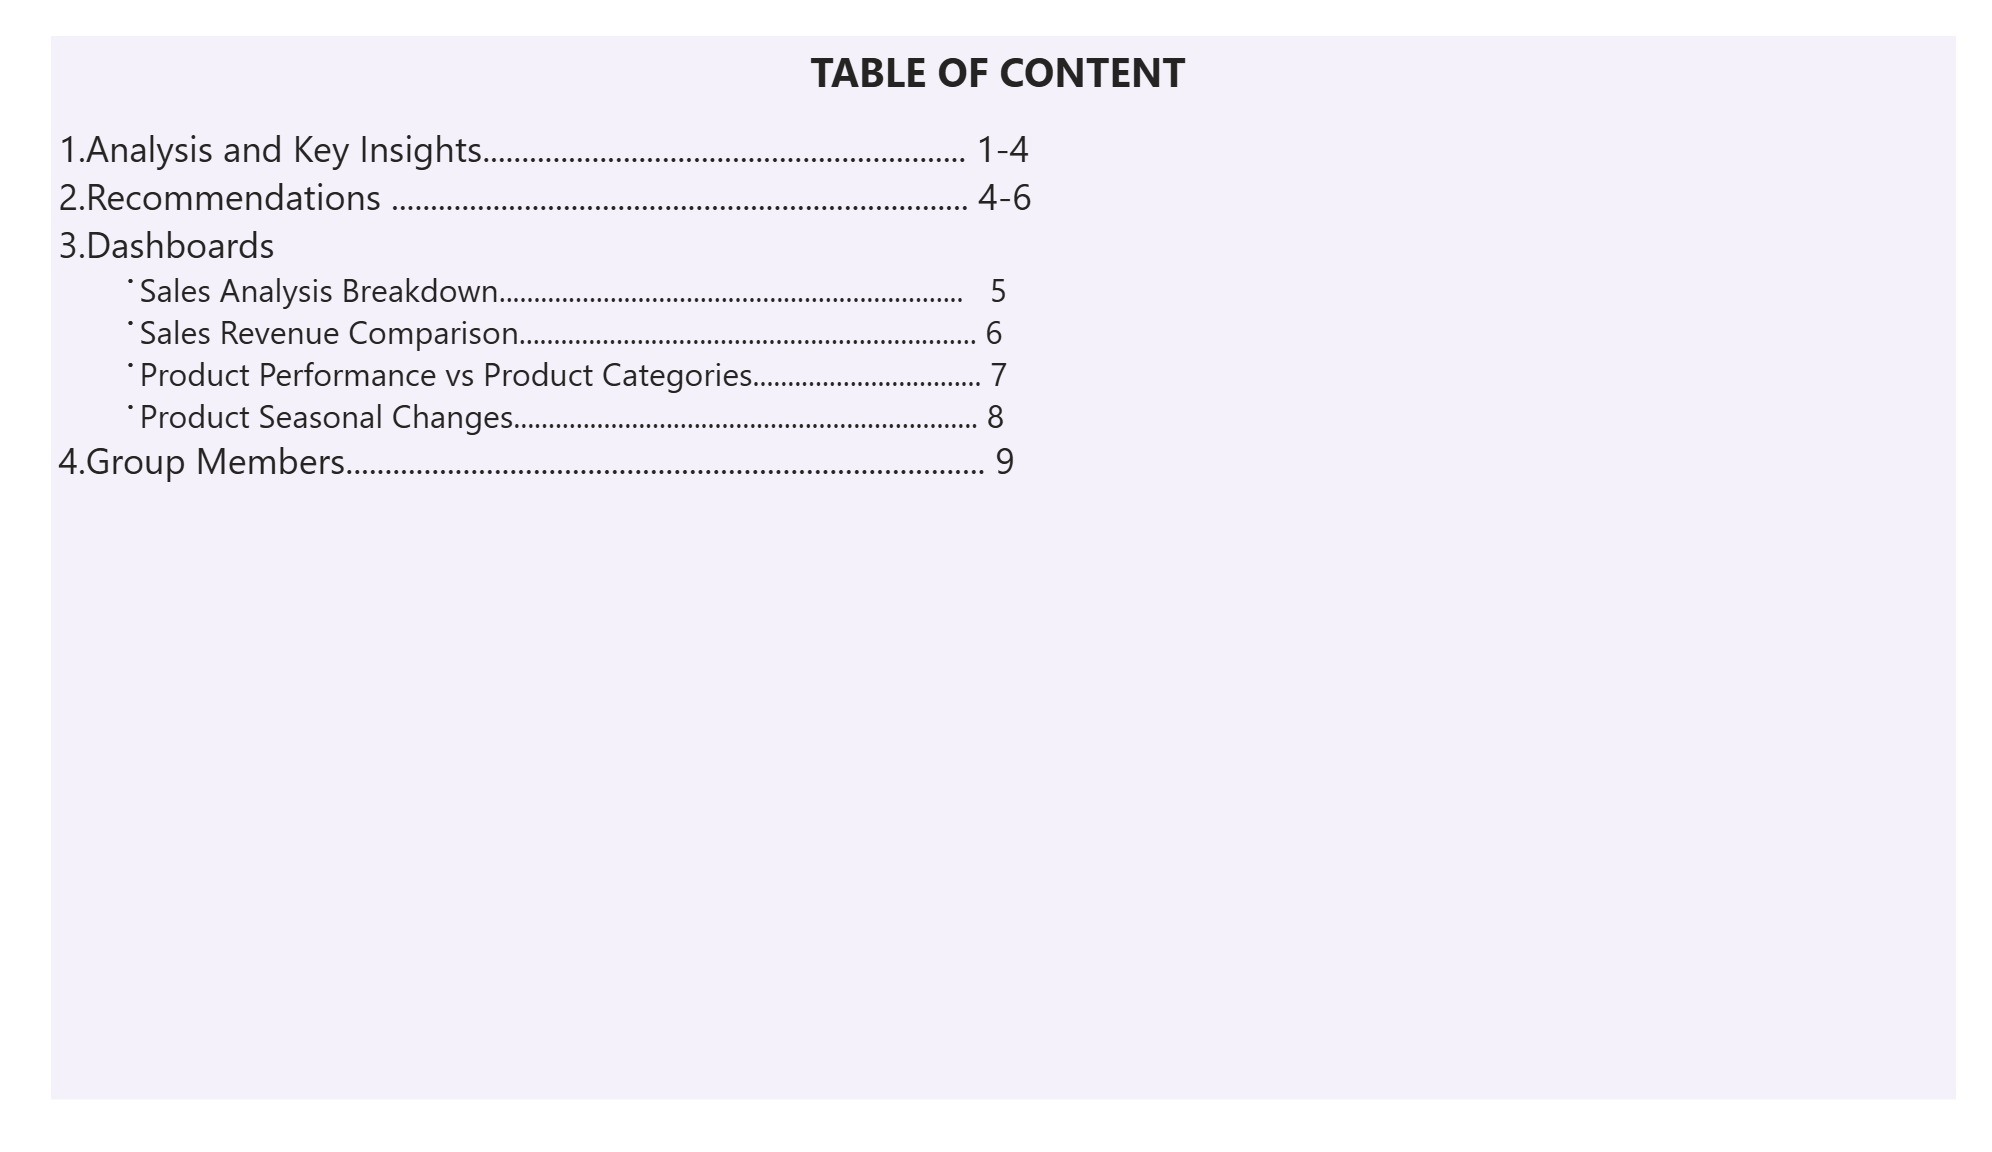 TABLE OF CONTENT
1.Analysis and Key Insights.............................................................. 1-4
2.Recommendations .......................................................................... 4-6
3.Dashboards
˙Sales Analysis Breakdown................................................................... 5
˙Sales Revenue Comparison.................................................................. 6
˙Product Performance vs Product Categories................................. 7
˙Product Seasonal Changes................................................................... 8
4.Group Members.................................................................................. 9